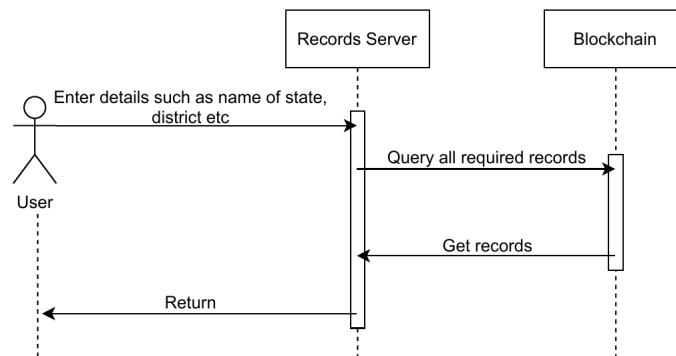 Records Server
Blockchain
Enter details such as name of state,
district etc
Query all required records
User
Get records
Return